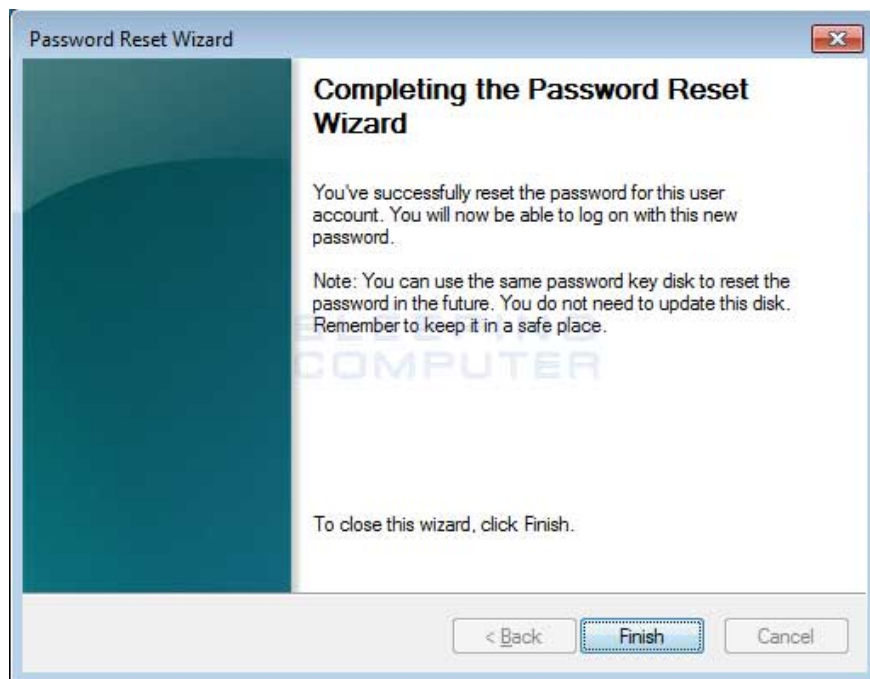 Password Reset Wizard
Completing the Password Reset
Wizard
You've successfully reset the password for this user
account. You will now be able to log on with this new
password.
Note: You can use the same password key disk to reset the
password in the future. You do not need to update this disk.
Remember to keep it in a safe place.
BLEEPING
COMPUTER
To close this wizard, click Finish.
< Back Finish Cancel